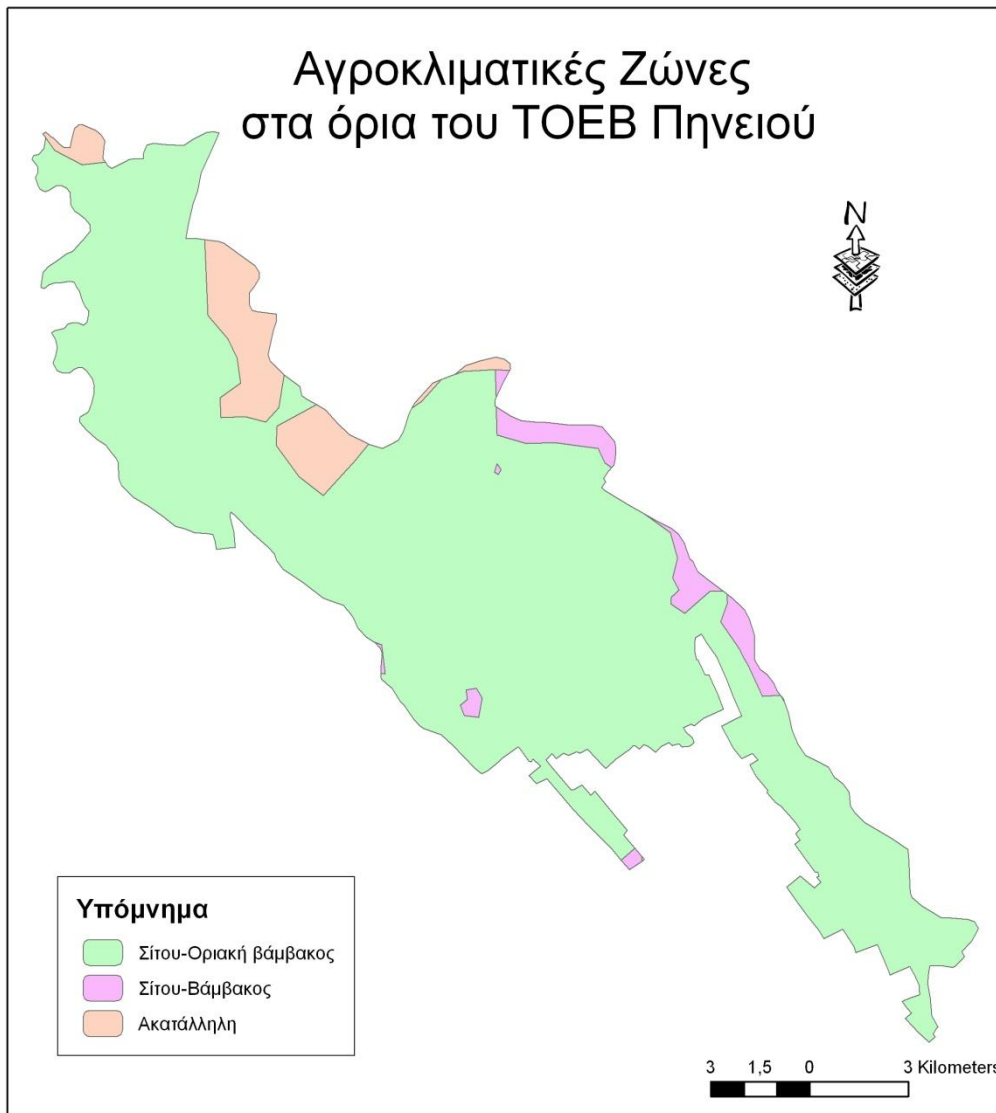 Αγροκλιματικές Ζώνες
στα όρια του ΤΟΕΒ Πηνειού
N
Υπόμνημα
Σίτου-Οριακή βάμβακος
Σίτου-Βάμβακος
Ακατάλληλη
3 1,5 0 3 Kilometers